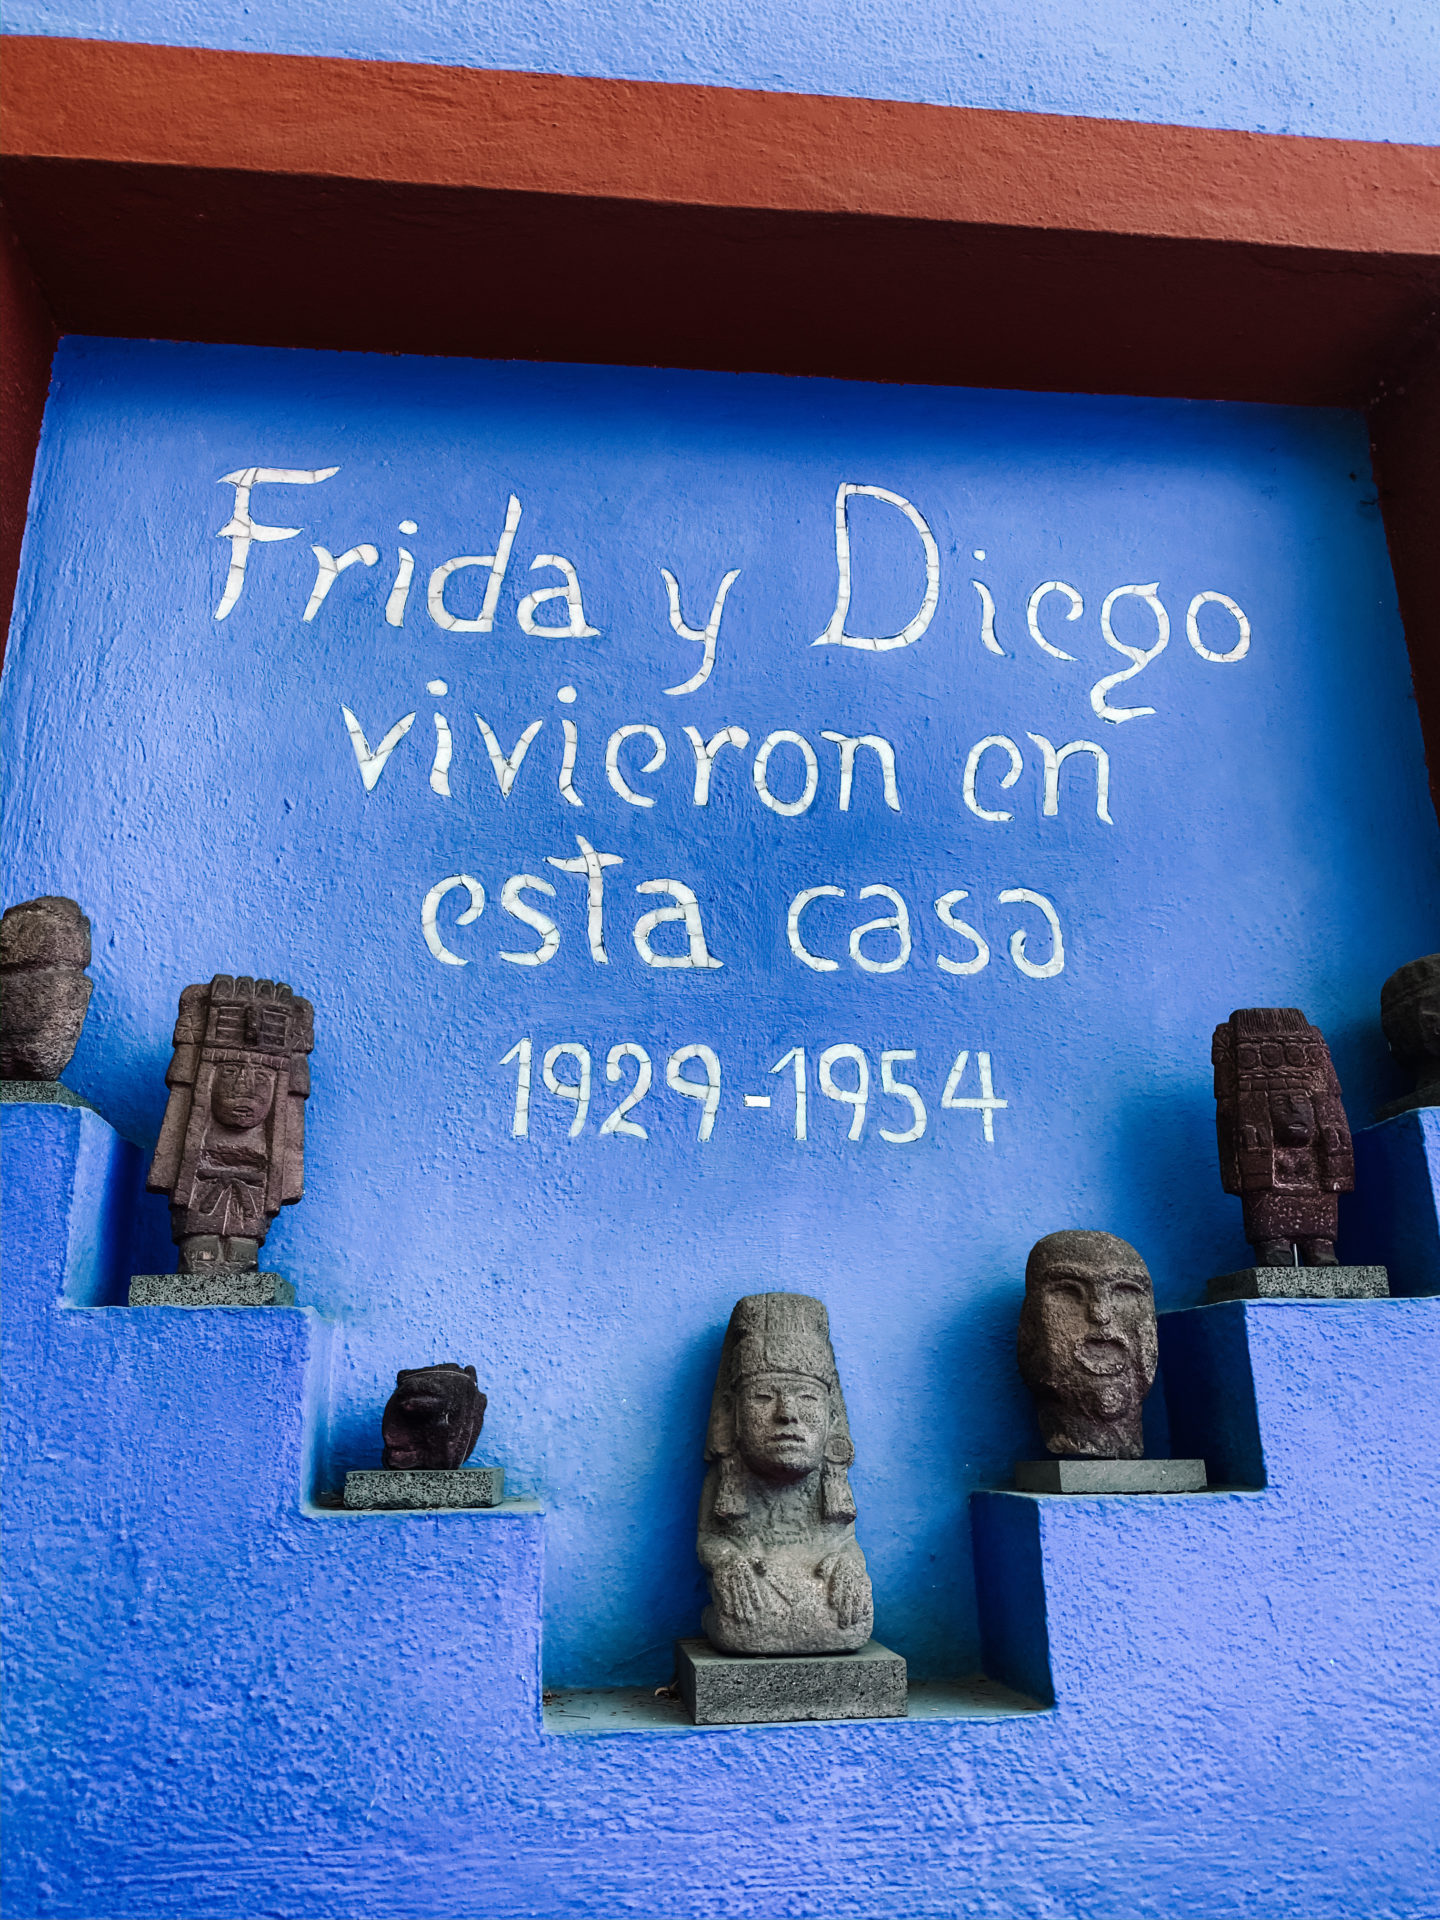 Frida y Diego
vivieron en
esta casa
1929-1954